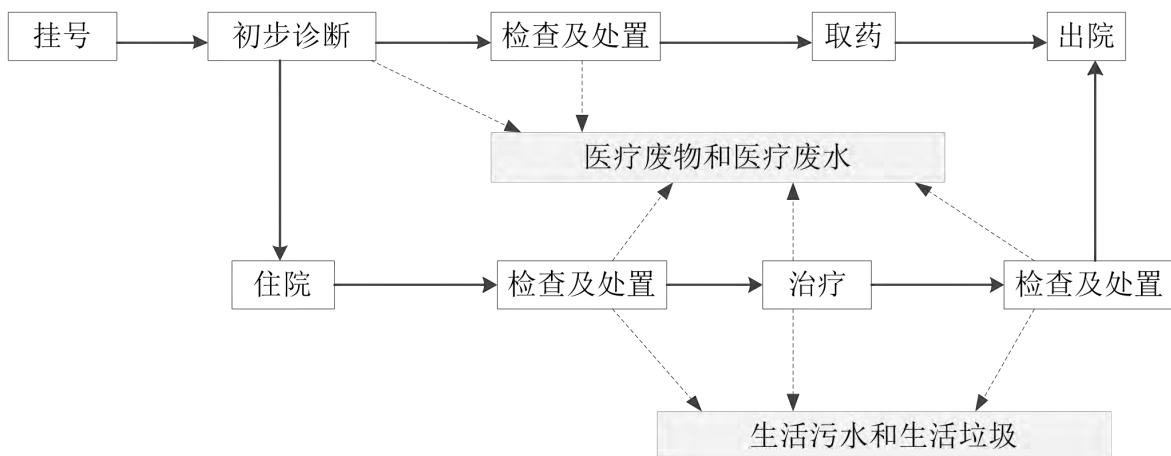 挂号
初步诊断
检查及处置
取药
出院
医疗废物和医疗废水
住院
检查及处置
治疗
检查及处置
生活污水和生活垃圾